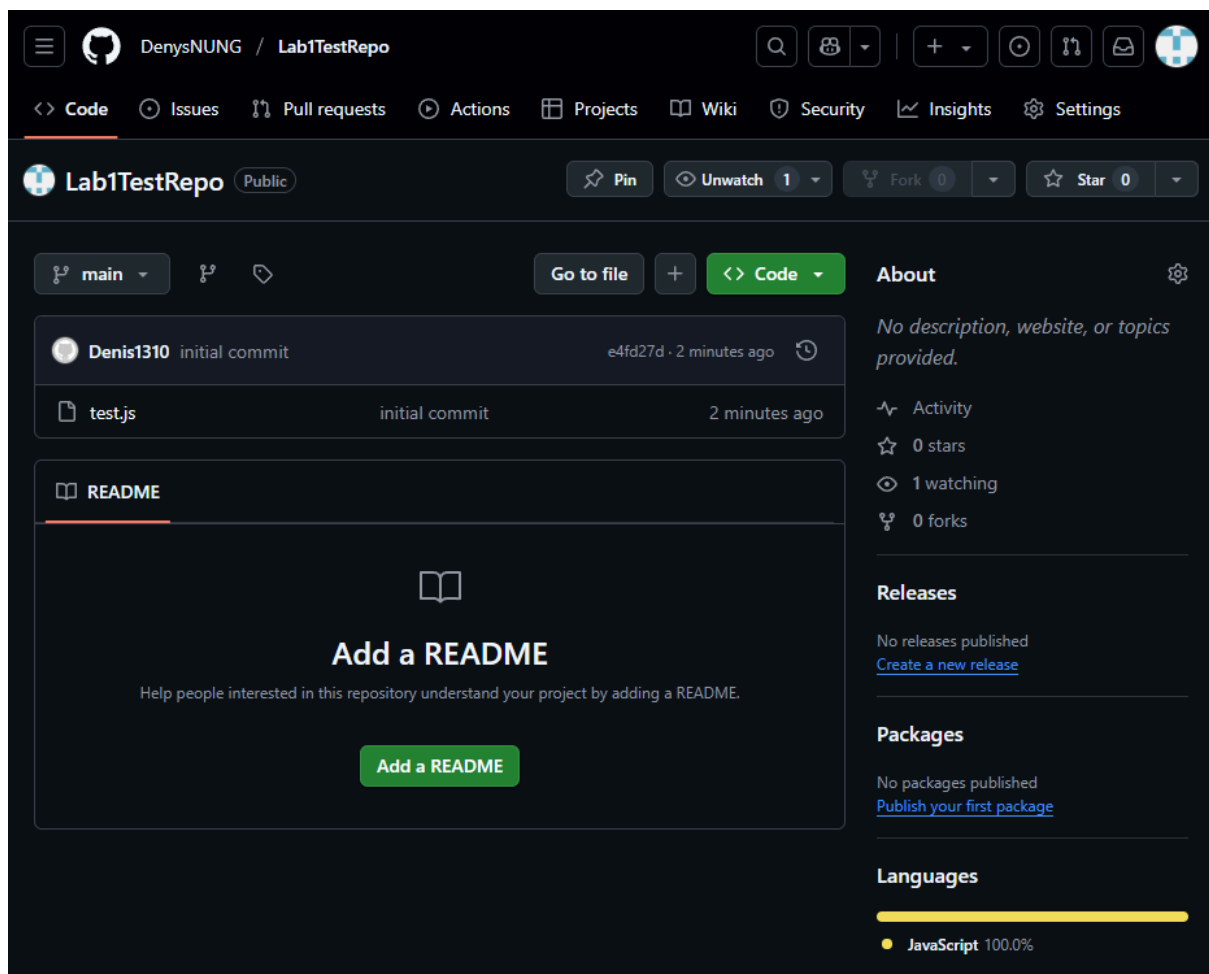 DenysNUNG / Lab1TestRepo
Code Issues Pull requests Actions Projects Wiki Security Insights Settings
Lab1TestRepo Public Pin Unwatch 1 Fork 0 Star 0
main Go to file Code
Denis1310 initial commit e4fd27d · 2 minutes ago
test.js initial commit 2 minutes ago
README
Add a README
Help people interested in this repository understand your project by adding a README.
Add a README
About
No description, website, or topics
provided.
Activity
0 stars
1 watching
0 forks
Releases
No releases published
Create a new release
Packages
No packages published
Publish your first package
Languages
JavaScript 100.0%